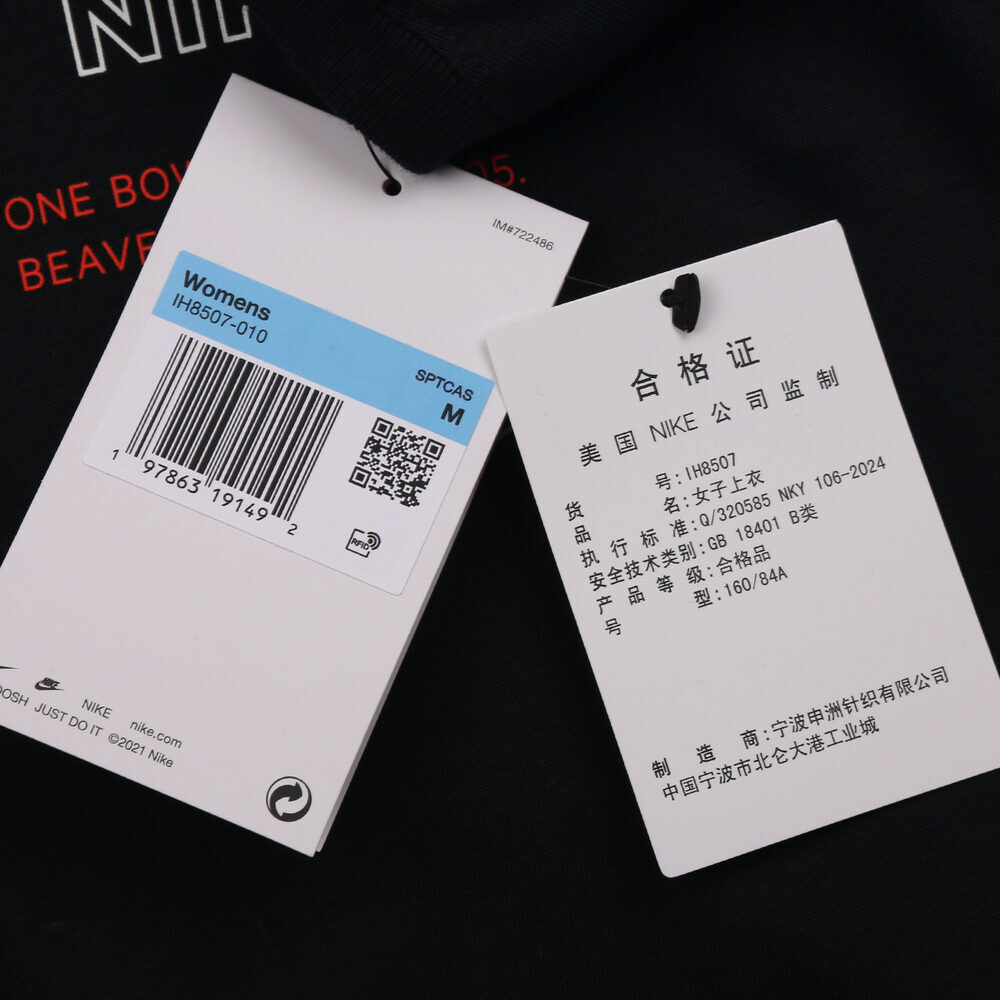 ONE BOW
05.
BEAVE
IM#722486
Womens
IH8507-010
SPTCAS
M
1 97863 19149 2
RFID
NIKE
NIKE nike.com
OOSH JUST DO IT ©2021 Nike
合格证
美国 NIKE 公司监制
货号:IH8507
品名:女子上衣
执行标准:Q/320585 NKY 106-2024
安全技术类别:GB 18401 B类
产品等级:合格品
号型:160/84A
制造商:宁波申洲针织有限公司
中国宁波市北仑大港工业城